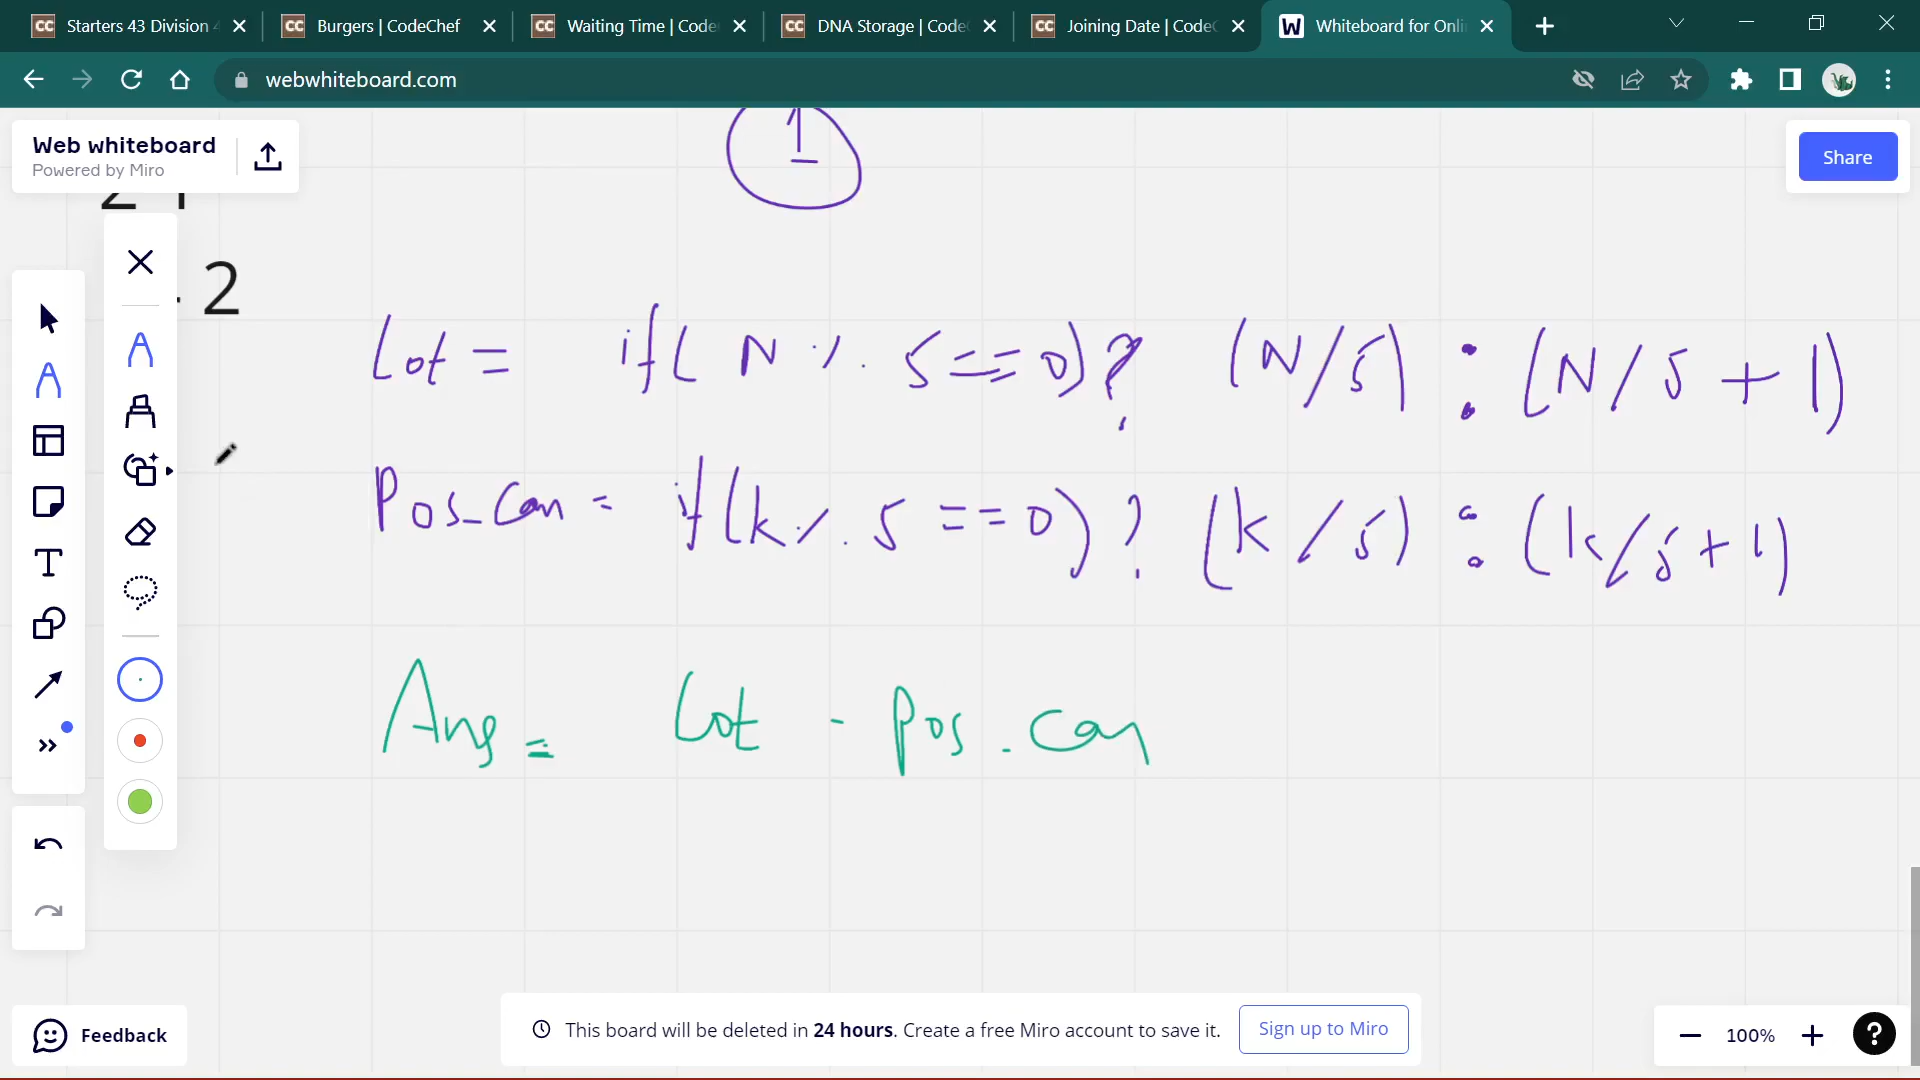 Starters 43 Division 4
Burgers | CodeChef
Waiting Time | Code
DNA Storage | CodeC
Joining Date | CodeC
Whiteboard for Onli
webwhiteboard.com
Web whiteboard
Powered by Miro
Share
1
2
Lot = if( N % 5 == 0) ? (N/5) : (N/5 + 1)
Pos_Can = if(k % 5 == 0) ? (k/5) : (k/5+1)
Ans = Lot - Pos_Can
This board will be deleted in 24 hours. Create a free Miro account to save it.
Sign up to Miro
Feedback
100%